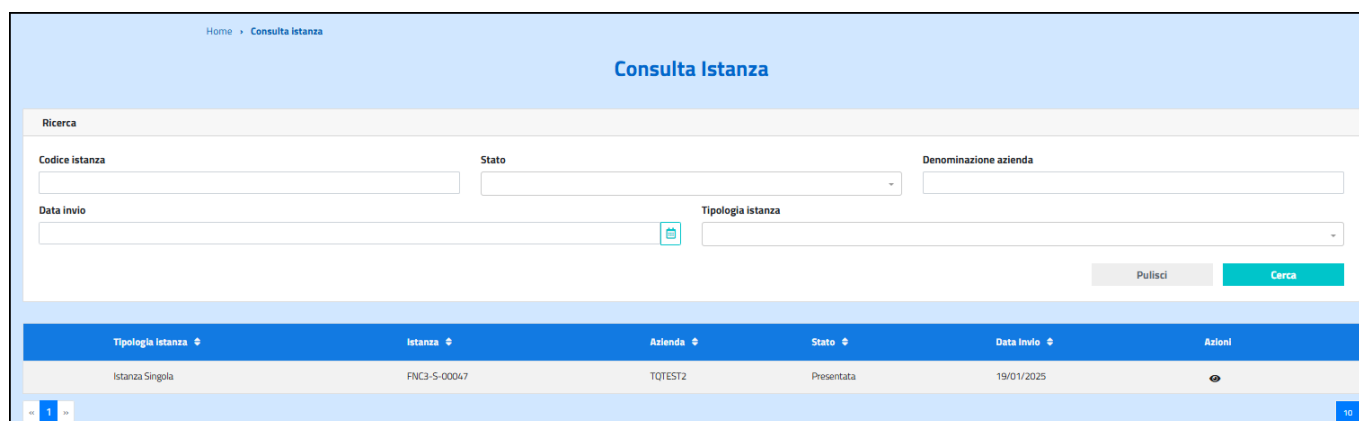 Home › Consulta istanza
Consulta Istanza
Ricerca
Codice istanza
Stato
Denominazione azienda
Data invio
Tipologia istanza
Pulisci
Cerca
Tipologia istanza Istanza Azienda Stato Data Invio Azioni
Istanza Singola FNC3-S-00047 TQTEST2 Presentata 19/01/2025
« 1 » 10